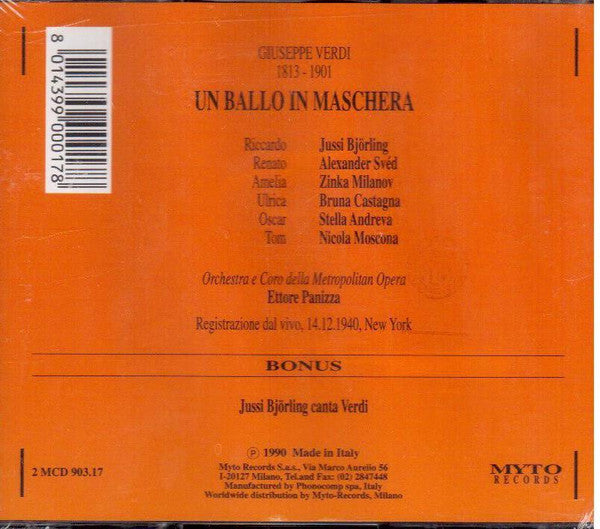 8 014399 000178
GIUSEPPE VERDI
1813 - 1901
UN BALLO IN MASCHERA
Riccardo Jussi Björling
Renato Alexander Svéd
Amelia Zinka Milanov
Ulrica Bruna Castagna
Oscar Stella Andreva
Tom Nicola Moscona
Orchestra e Coro della Metropolitan Opera
Ettore Panizza
Registrazione dal vivo, 14.12.1940, New York
BONUS
Jussi Björling canta Verdi
℗ 1990 Made in Italy
Myto Records S.a.s., Via Marco Aurelio 56
I-20127 Milano, Tel.and Fax: (02) 2847448
Manufactured by Phonocomp spa, Italy
Worldwide distribution by Myto-Records, Milano
2 MCD 903.17
MYTO
RECORDS